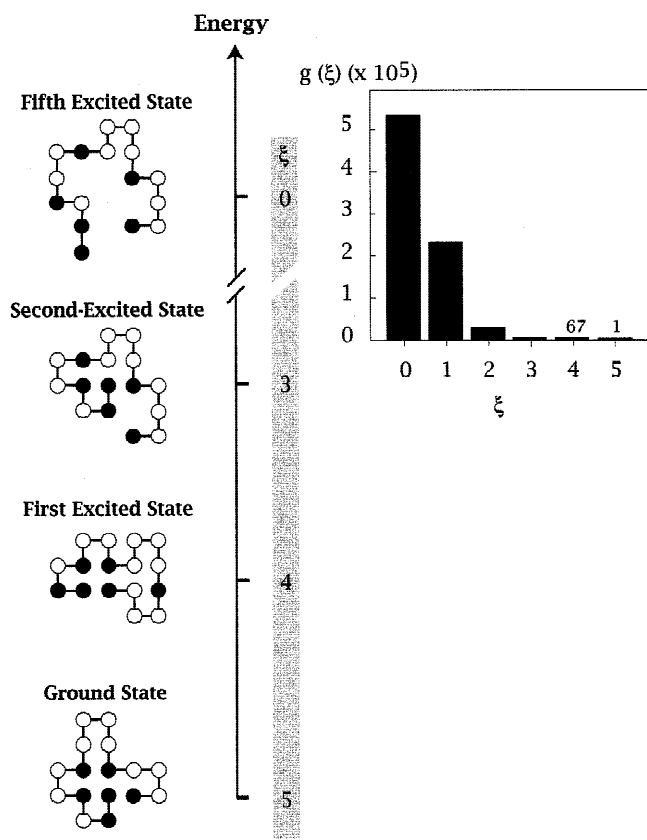 Energy
g (ξ) (x 10⁵)
Fifth Excited State
ξ
0
Second-Excited State
3
First Excited State
4
Ground State
5
5
4
3
2
1
0
67 1
0 1 2 3 4 5
ξ